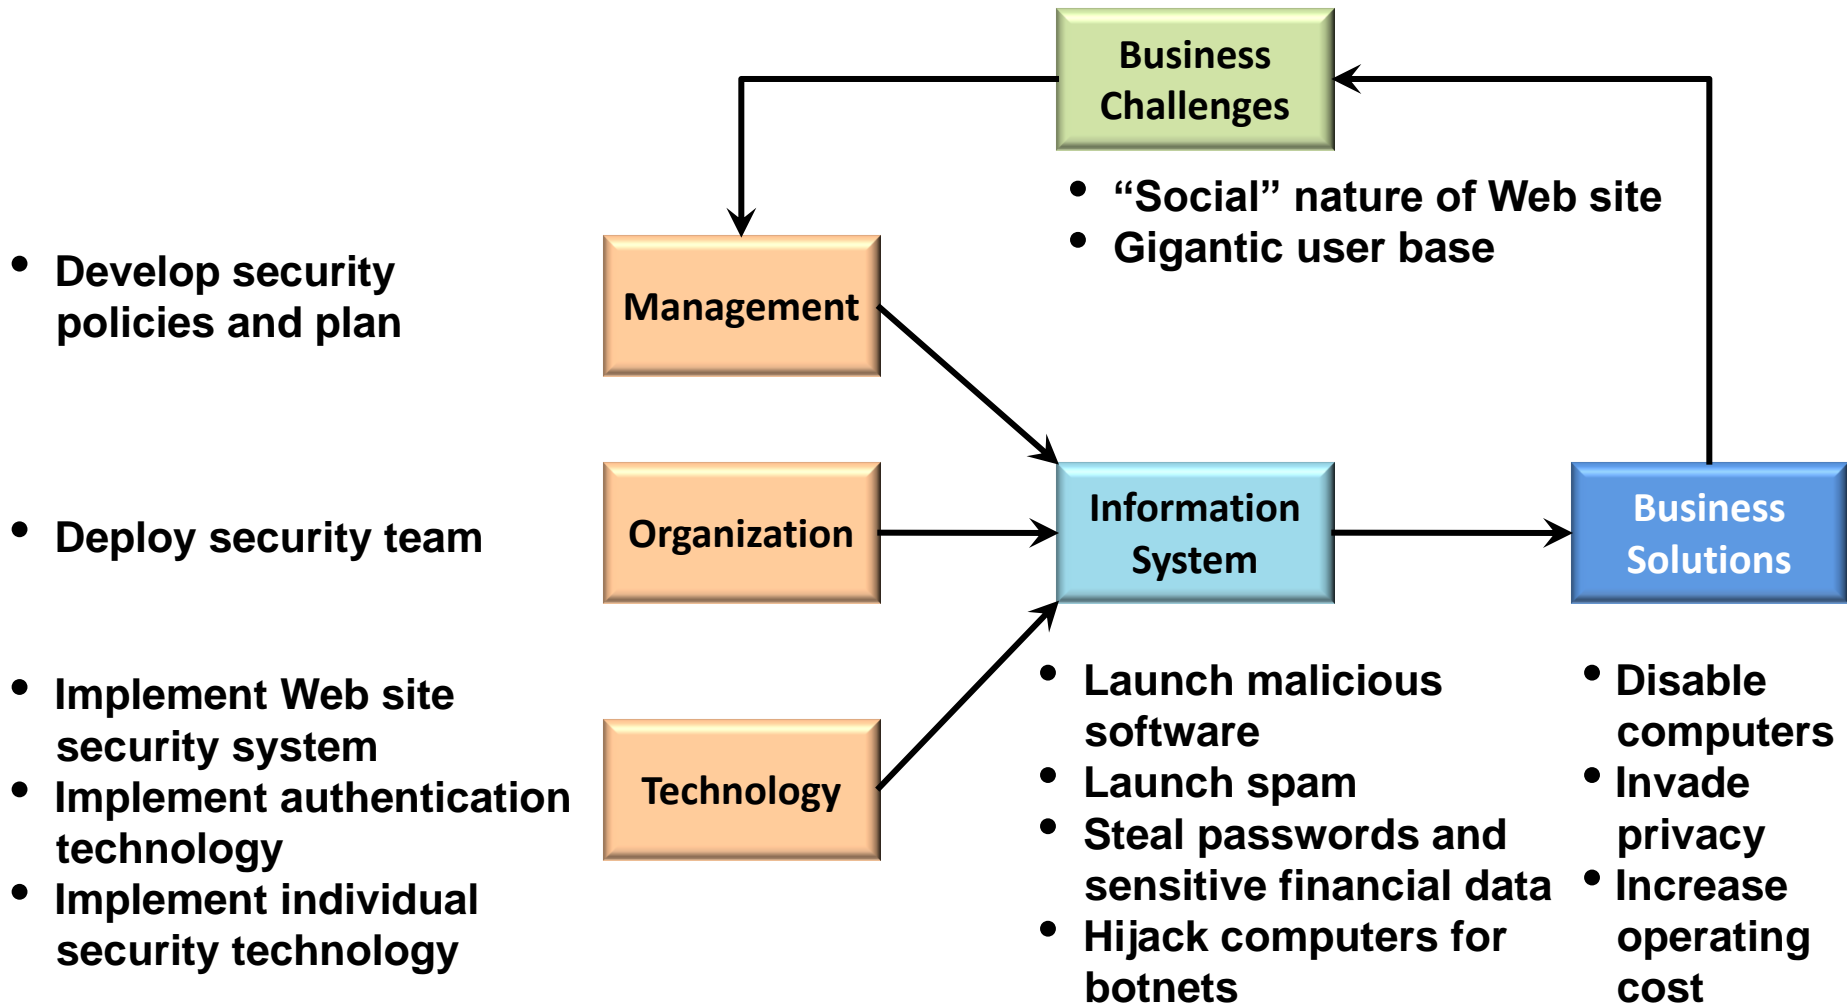 Business
Challenges
• “Social” nature of Web site
• Gigantic user base
• Develop security
policies and plan
Management
• Deploy security team
Organization
Information
System
Business
Solutions
• Implement Web site
security system
• Implement authentication
technology
• Implement individual
security technology
Technology
• Launch malicious
software
• Launch spam
• Steal passwords and
sensitive financial data
• Hijack computers for
botnets
• Disable
computers
• Invade
privacy
• Increase
operating
cost